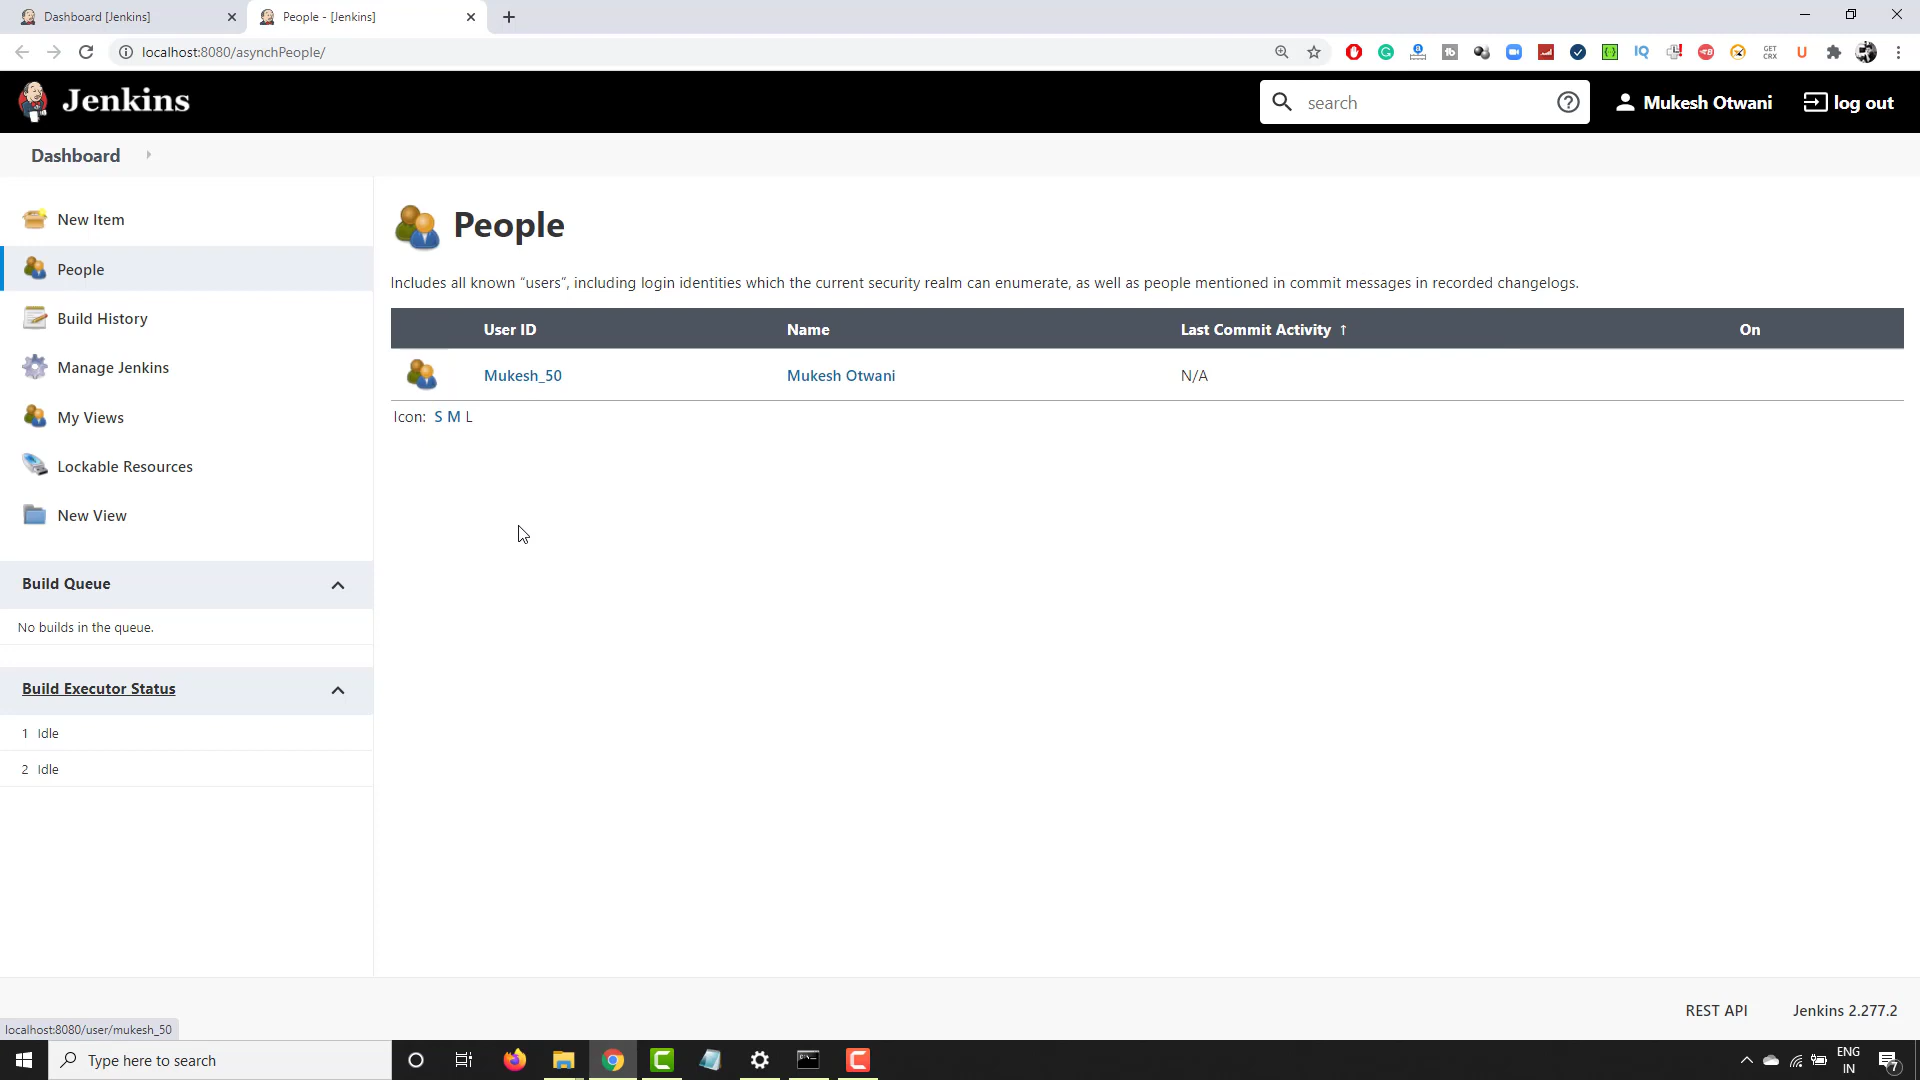 Dashboard [Jenkins]
People - [Jenkins]
localhost:8080/asynchPeople/
Jenkins
search
Mukesh Otwani
log out
Dashboard
New Item
People
Build History
Manage Jenkins
My Views
Lockable Resources
New View
Build Queue
No builds in the queue.
Build Executor Status
1 Idle
2 Idle
People
Includes all known “users”, including login identities which the current security realm can enumerate, as well as people mentioned in commit messages in recorded changelogs.
User ID Name Last Commit Activity ↑ On
Mukesh_50 Mukesh Otwani N/A
Icon: S M L
REST API Jenkins 2.277.2
localhost:8080/user/mukesh_50
Type here to search
ENG
IN
7